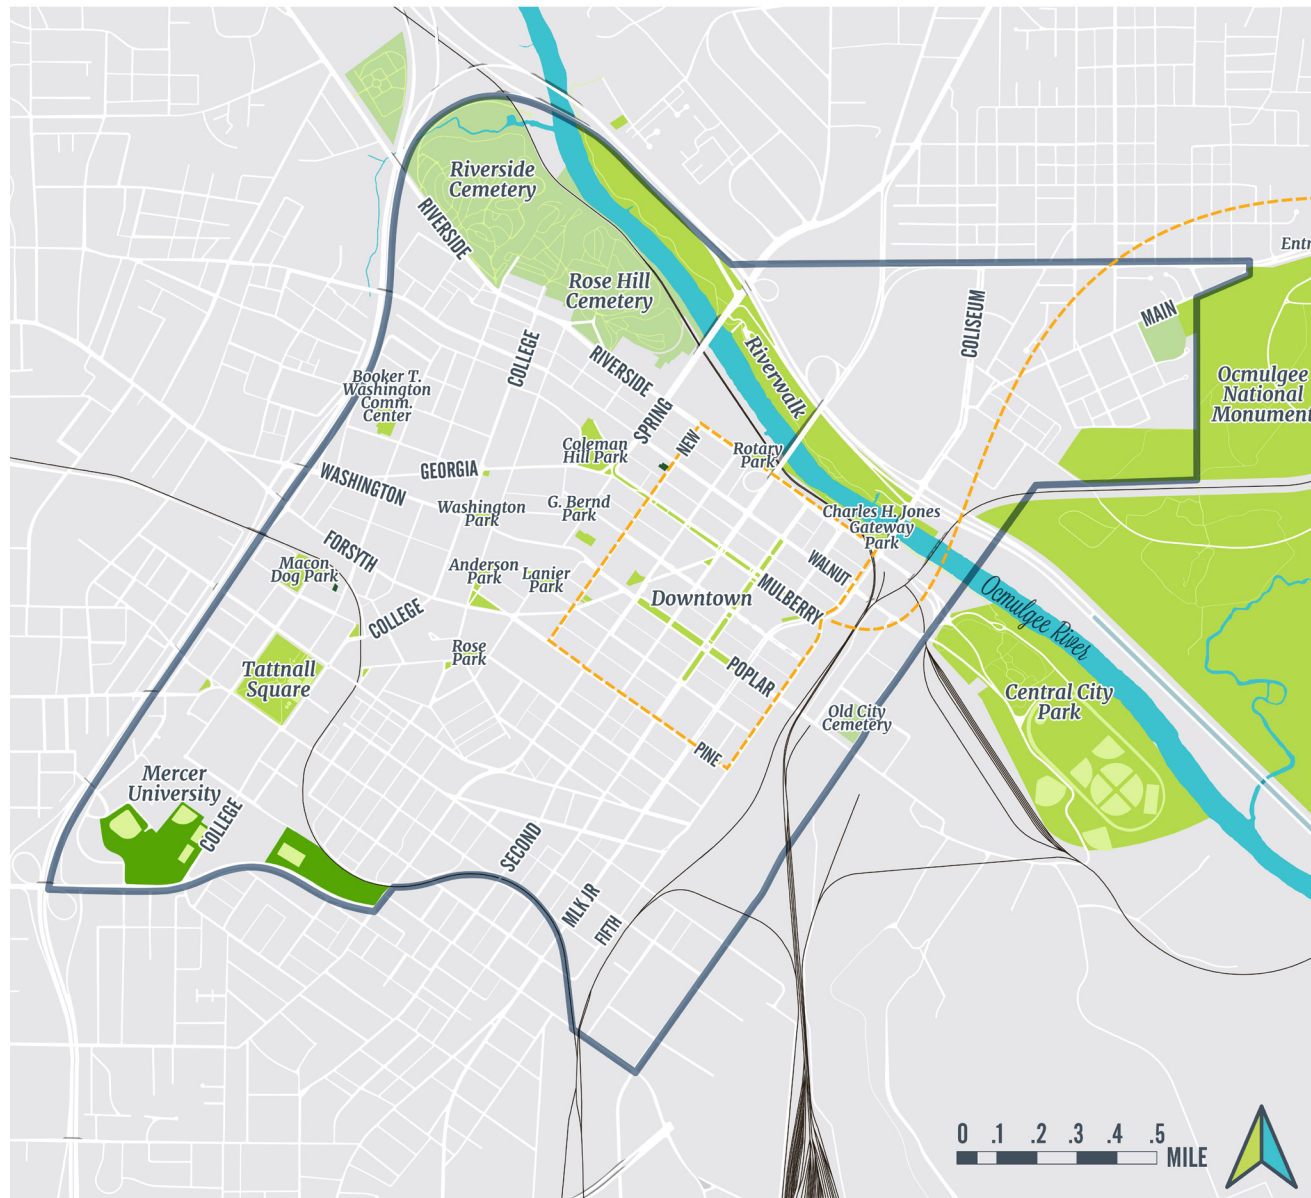 Entr
Riverside
Cemetery
RIVERSIDE
Rose Hill
Cemetery
COLISEUM
MAIN
COLLEGE
RIVERSIDE
Riverwalk
Booker T.
Washington
Comm.
Center
Ocmulgee
National
Monument
SPRING
NEW
Coleman
Hill Park
Rotary
Park
GEORGIA
WASHINGTON
Washington
Park
G. Bernd
Park
Charles H. Jones
Gateway
Park
FORSYTH
Macon
Dog Park
Anderson
Park
Lanier
Park
WALNUT
MULBERRY
Downtown
Ocmulgee River
COLLEGE
Rose
Park
Tattnall
Square
POPLAR
Central City
Park
Old City
Cemetery
PINE
Mercer
University
COLLEGE
SECOND
MLK JR
FIFTH
0 .1 .2 .3 .4 .5
MILE